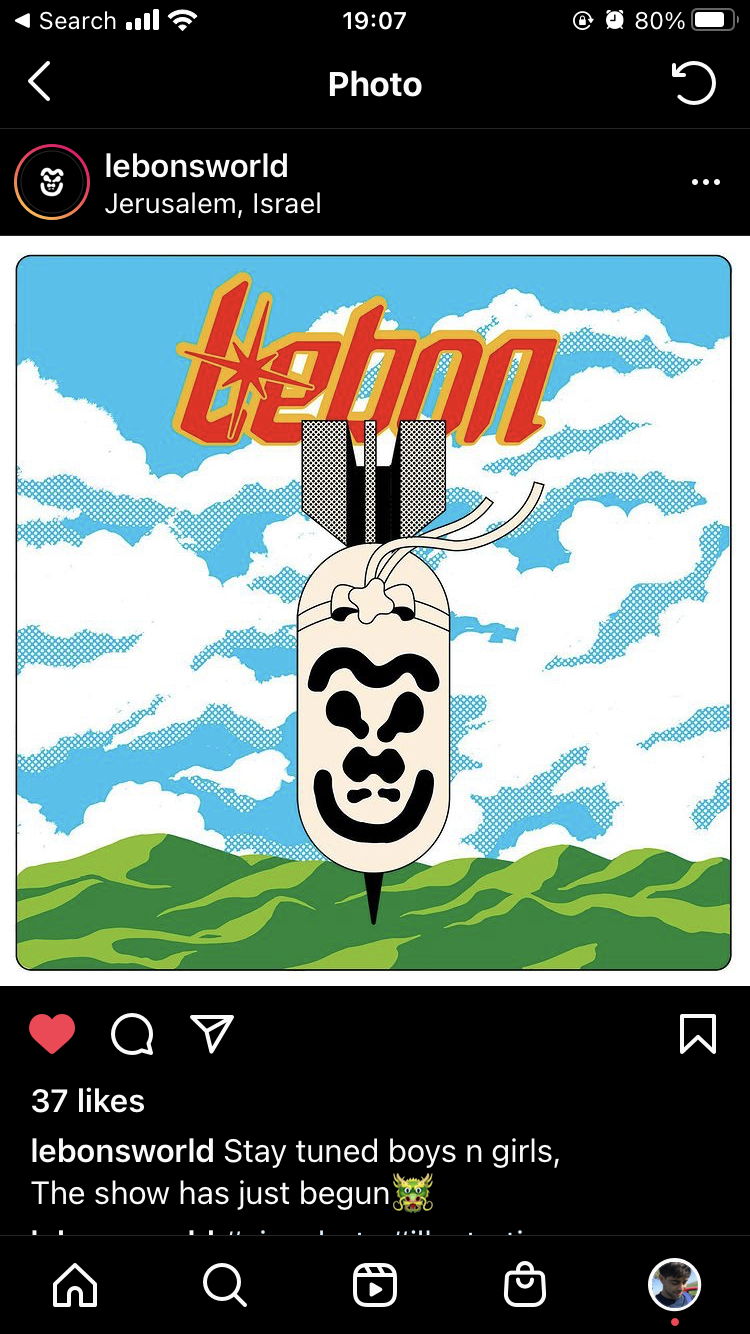 Search
19:07
80%
Photo
lebonsworld
Jerusalem, Israel
Lebon
37 likes
lebonsworld Stay tuned boys n girls,
The show has just begun🐲